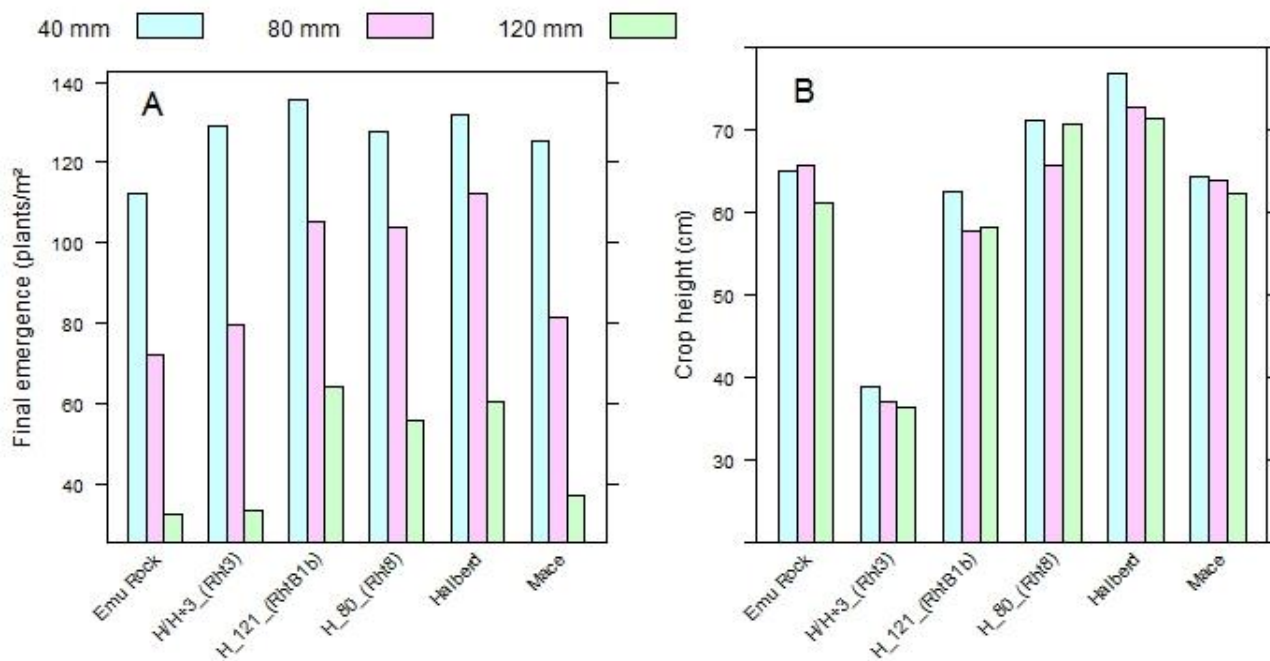 40 mm 80 mm 120 mm
A
Final emergence (plants/m²)
140
120
100
80
60
40
Emu Rock
H/H+3_(Rht3)
H_121_(RhtB1b)
H_80_(Rht8)
Halberd
Mace
B
Crop height (cm)
70
60
50
40
30
Emu Rock
H/H+3_(Rht3)
H_121_(RhtB1b)
H_80_(Rht8)
Halberd
Mace